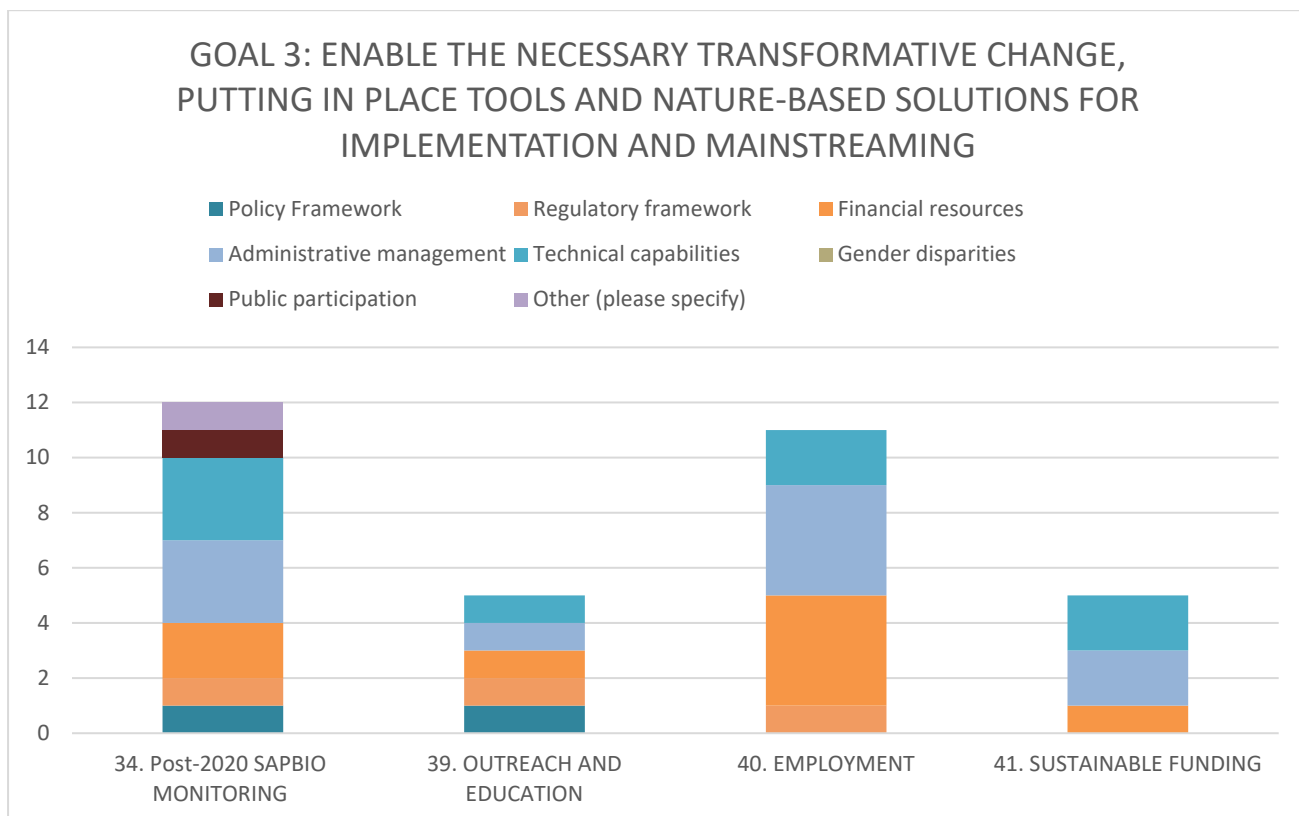 GOAL 3: ENABLE THE NECESSARY TRANSFORMATIVE CHANGE,
PUTTING IN PLACE TOOLS AND NATURE-BASED SOLUTIONS FOR
IMPLEMENTATION AND MAINSTREAMING
Policy Framework
Regulatory framework
Financial resources
Administrative management
Technical capabilities
Gender disparities
Public participation
Other (please specify)
14
12
10
8
6
4
2
0
34. Post-2020 SAPBIO
MONITORING
39. OUTREACH AND
EDUCATION
40. EMPLOYMENT
41. SUSTAINABLE FUNDING